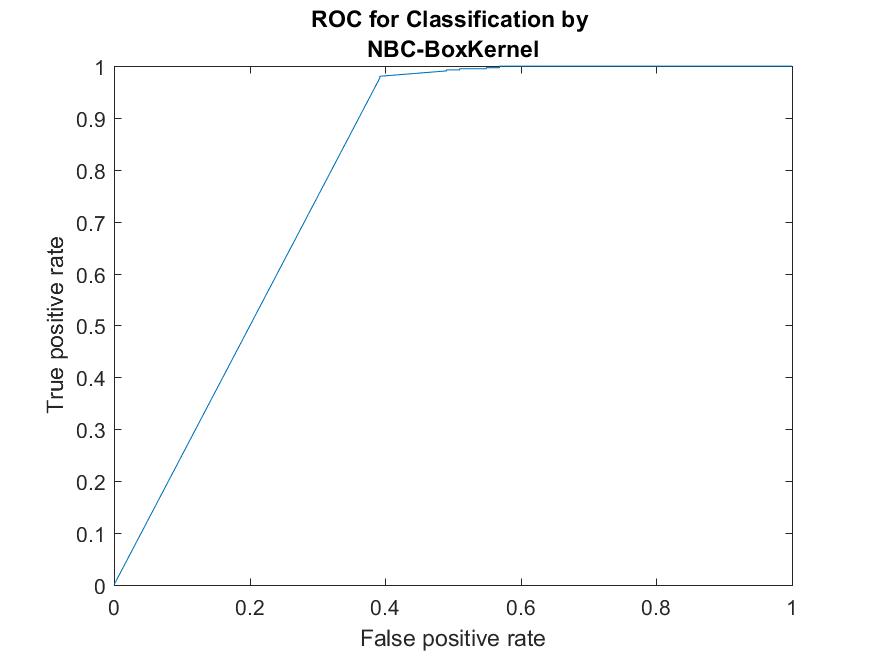 ROC for Classification by
NBC-BoxKernel
1
0.9
0.8
0.7
0.6
0.5
0.4
0.3
0.2
0.1
0
True positive rate
0 0.2 0.4 0.6 0.8 1
False positive rate